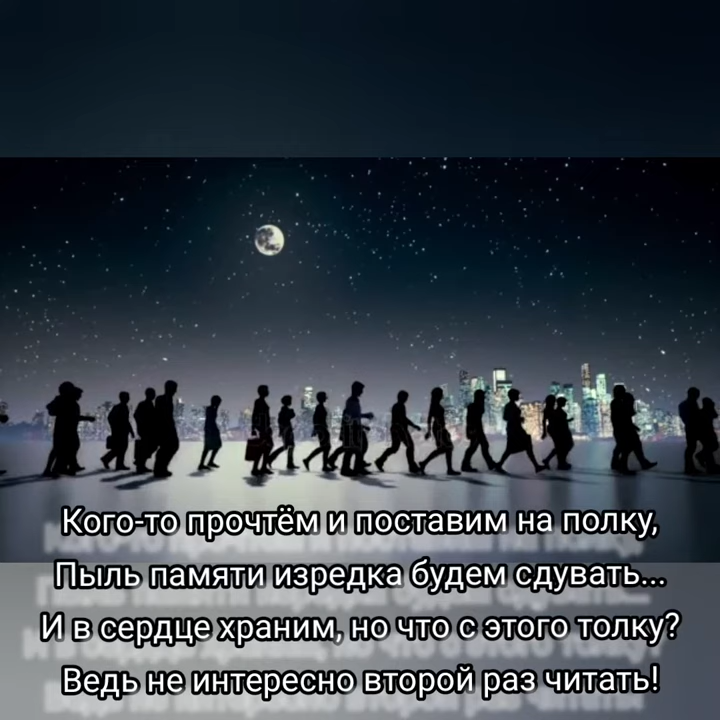 Кого-то прочтём и поставим на полку,
Пыль памяти изредка будем сдувать...
И в сердце храним, но что с этого толку?
Ведь не интересно второй раз читать!